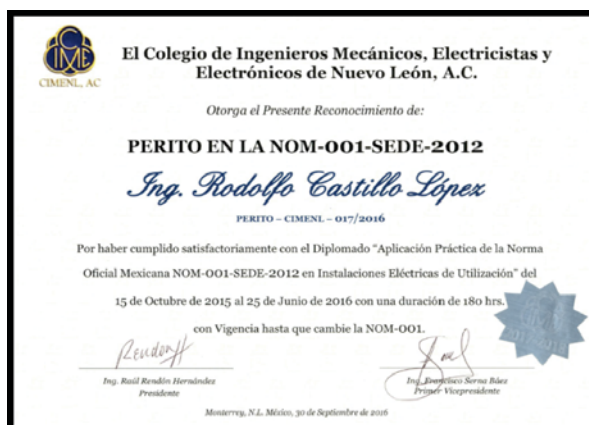 CIME
CIMENL, AC
El Colegio de Ingenieros Mecánicos, Electricistas y
Electrónicos de Nuevo León, A.C.
Otorga el Presente Reconocimiento de:
PERITO EN LA NOM-001-SEDE-2012
Ing. Rodolfo Castillo López
PERITO – CIMENL – 017/2016
Por haber cumplido satisfactoriamente con el Diplomado "Aplicación Práctica de la Norma
Oficial Mexicana NOM-001-SEDE-2012 en Instalaciones Eléctricas de Utilización" del
15 de Octubre de 2015 al 25 de Junio de 2016 con una duración de 180 hrs.
con Vigencia hasta que cambie la NOM-001.
Ing. Raúl Rendón Hernández
Presidente
Ing. Francisco Serna Báez
Primer Vicepresidente
Monterrey, N.L. México, 30 de Septiembre de 2016